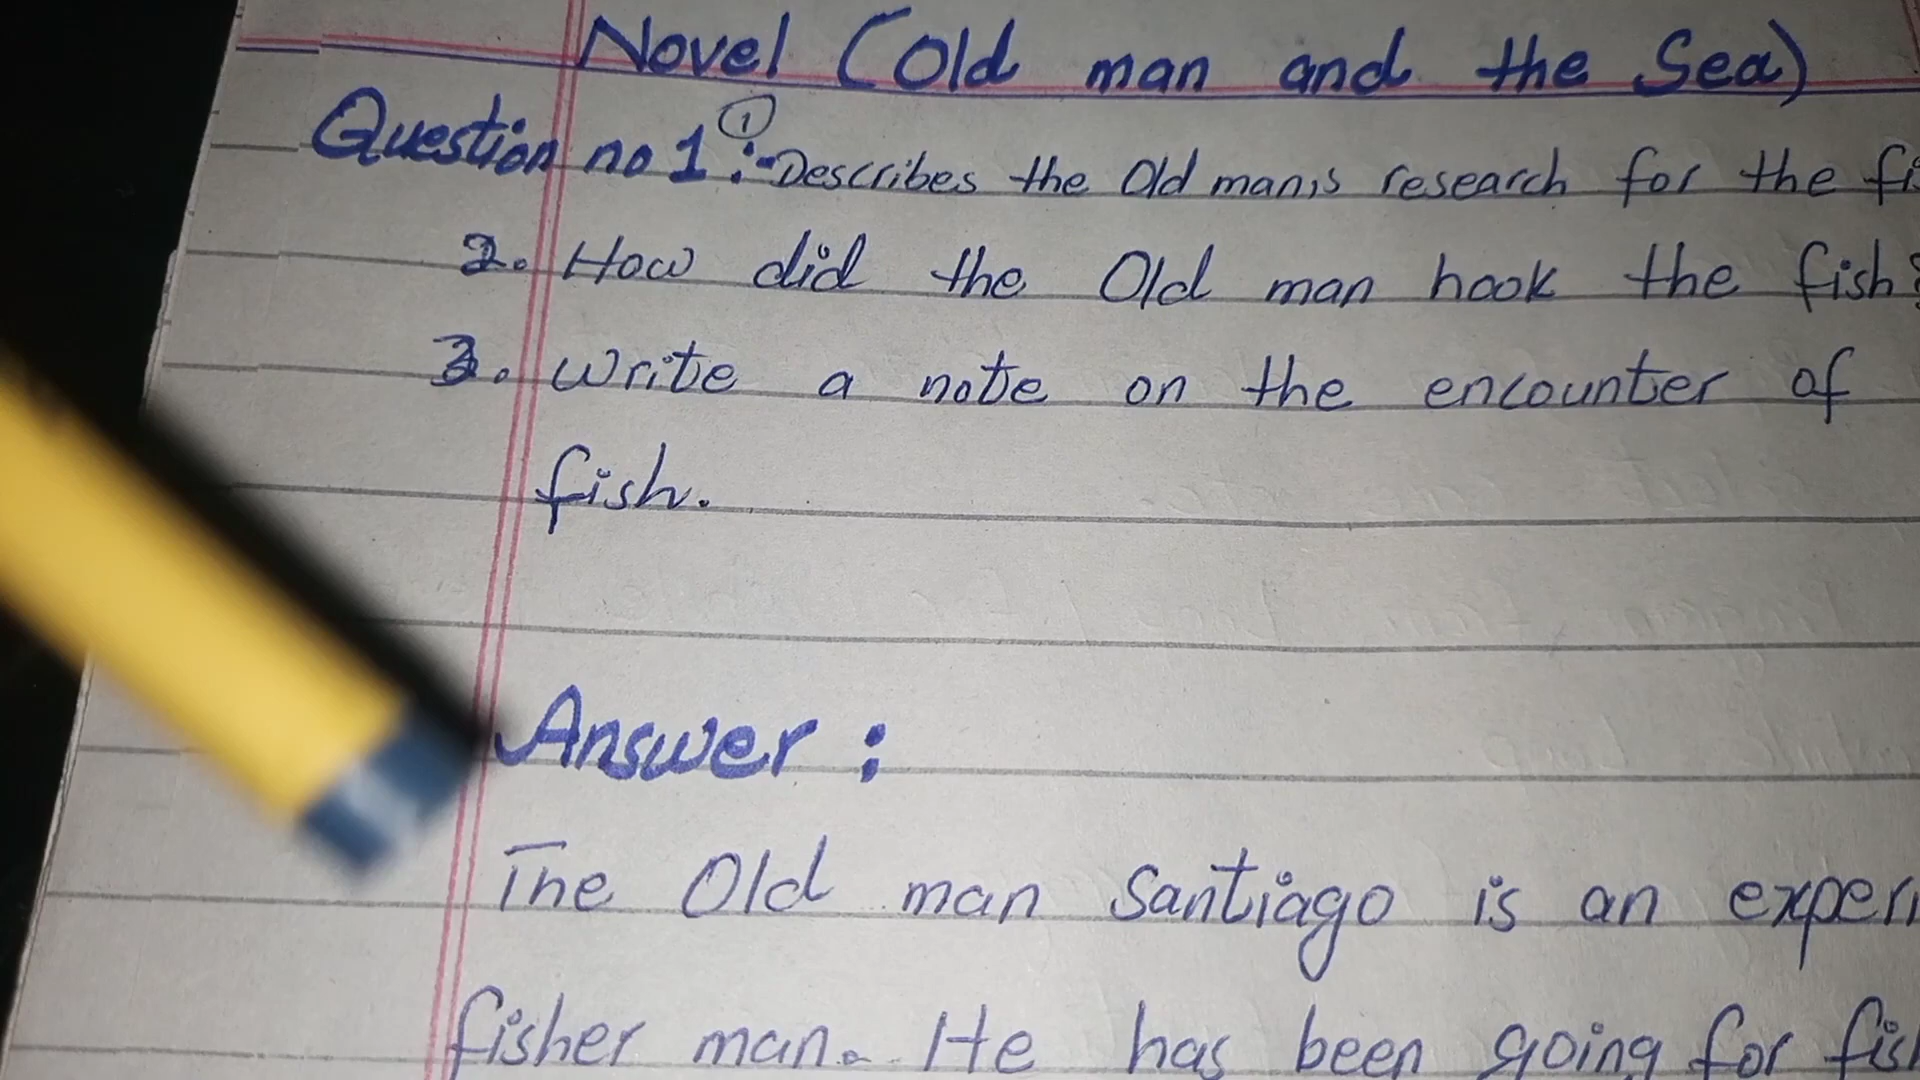 Novel (Old man and the Sea)
Question no 1 ① :- Describes the Old man,s research for the
2. How did the Old man hook the fish?
3. Write a note on the encounter of
fish.
Answer :
The Old man Santiago is an
fisher man. He has been going for